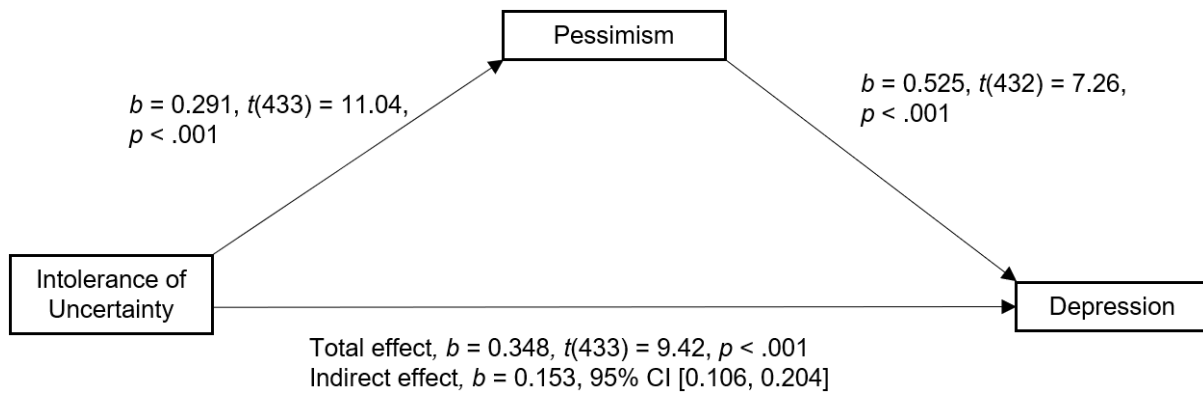 Pessimism
b = 0.291, t(433) = 11.04,
p < .001
b = 0.525, t(432) = 7.26,
p < .001
Intolerance of
Uncertainty
Depression
Total effect, b = 0.348, t(433) = 9.42, p < .001
Indirect effect, b = 0.153, 95% CI [0.106, 0.204]